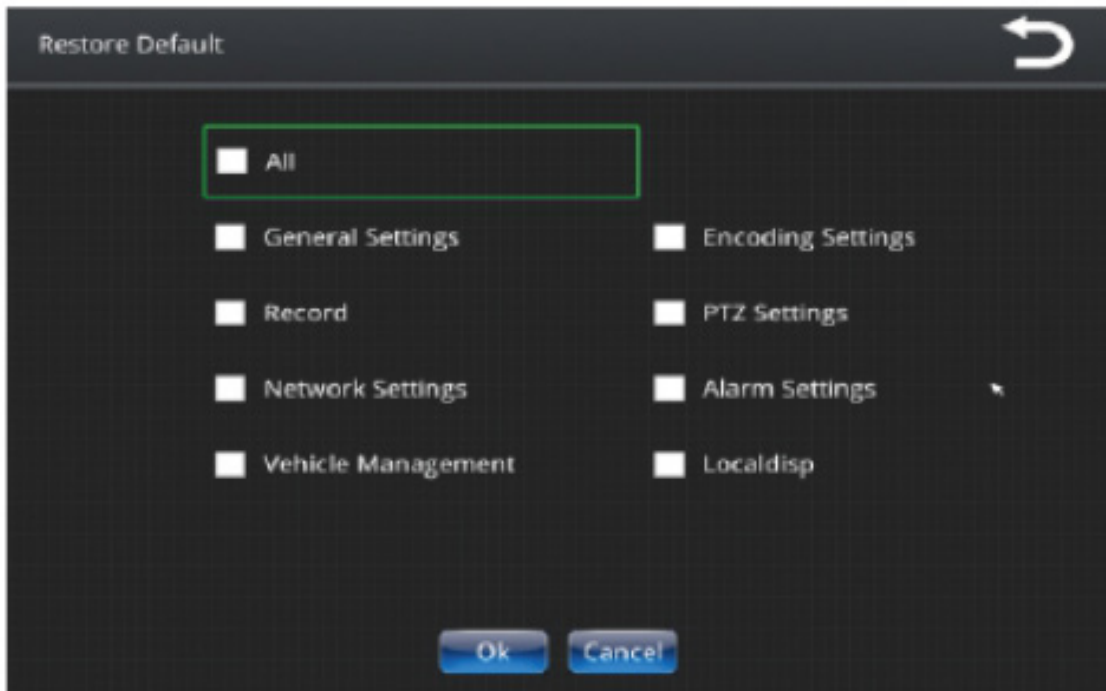 Restore Default
All
General Settings Encoding Settings
Record PTZ Settings
Network Settings Alarm Settings
Vehicle Management Localdisp
Ok Cancel